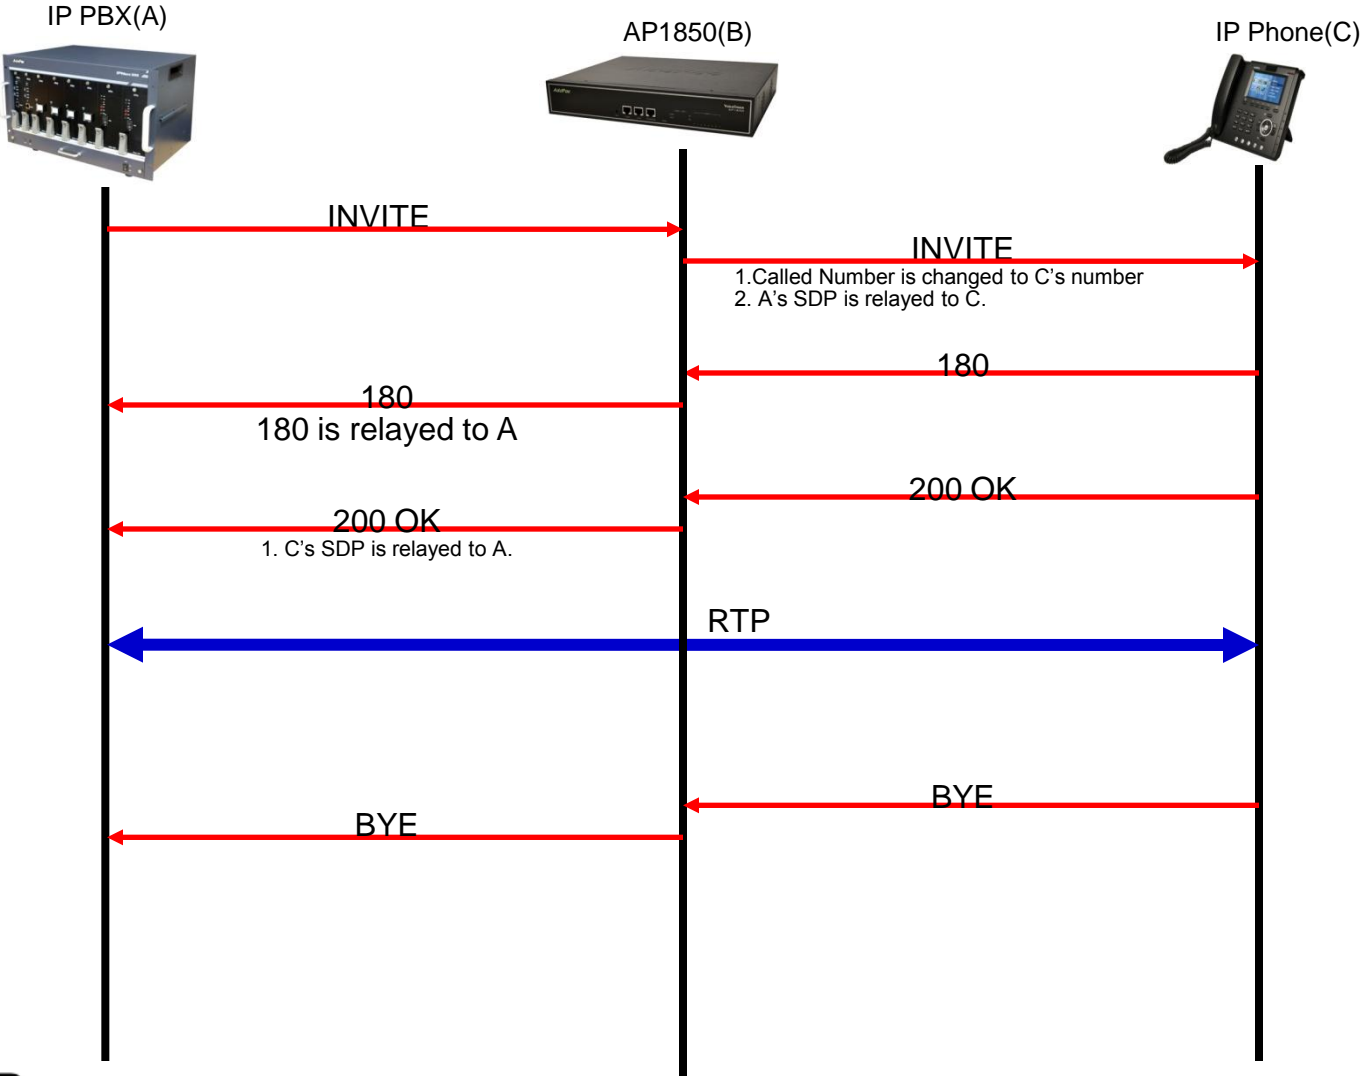 IP PBX(A)
AP1850(B)
IP Phone(C)
INVITE
INVITE
1.Called Number is changed to C’s number
2. A’s SDP is relayed to C.
180
180
180 is relayed to A
200 OK
200 OK
1. C’s SDP is relayed to A.
RTP
BYE
BYE